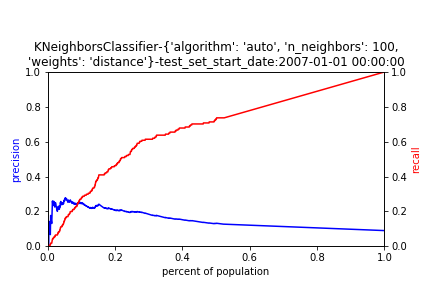 KNeighborsClassifier-{'algorithm': 'auto', 'n_neighbors': 100,
'weights': 'distance'}-test_set_start_date:2007-01-01 00:00:00
1.0
0.8
0.6
0.4
0.2
0.0
precision
1.0
0.8
0.6
0.4
0.2
0.0
recall
0.0 0.2 0.4 0.6 0.8 1.0
percent of population